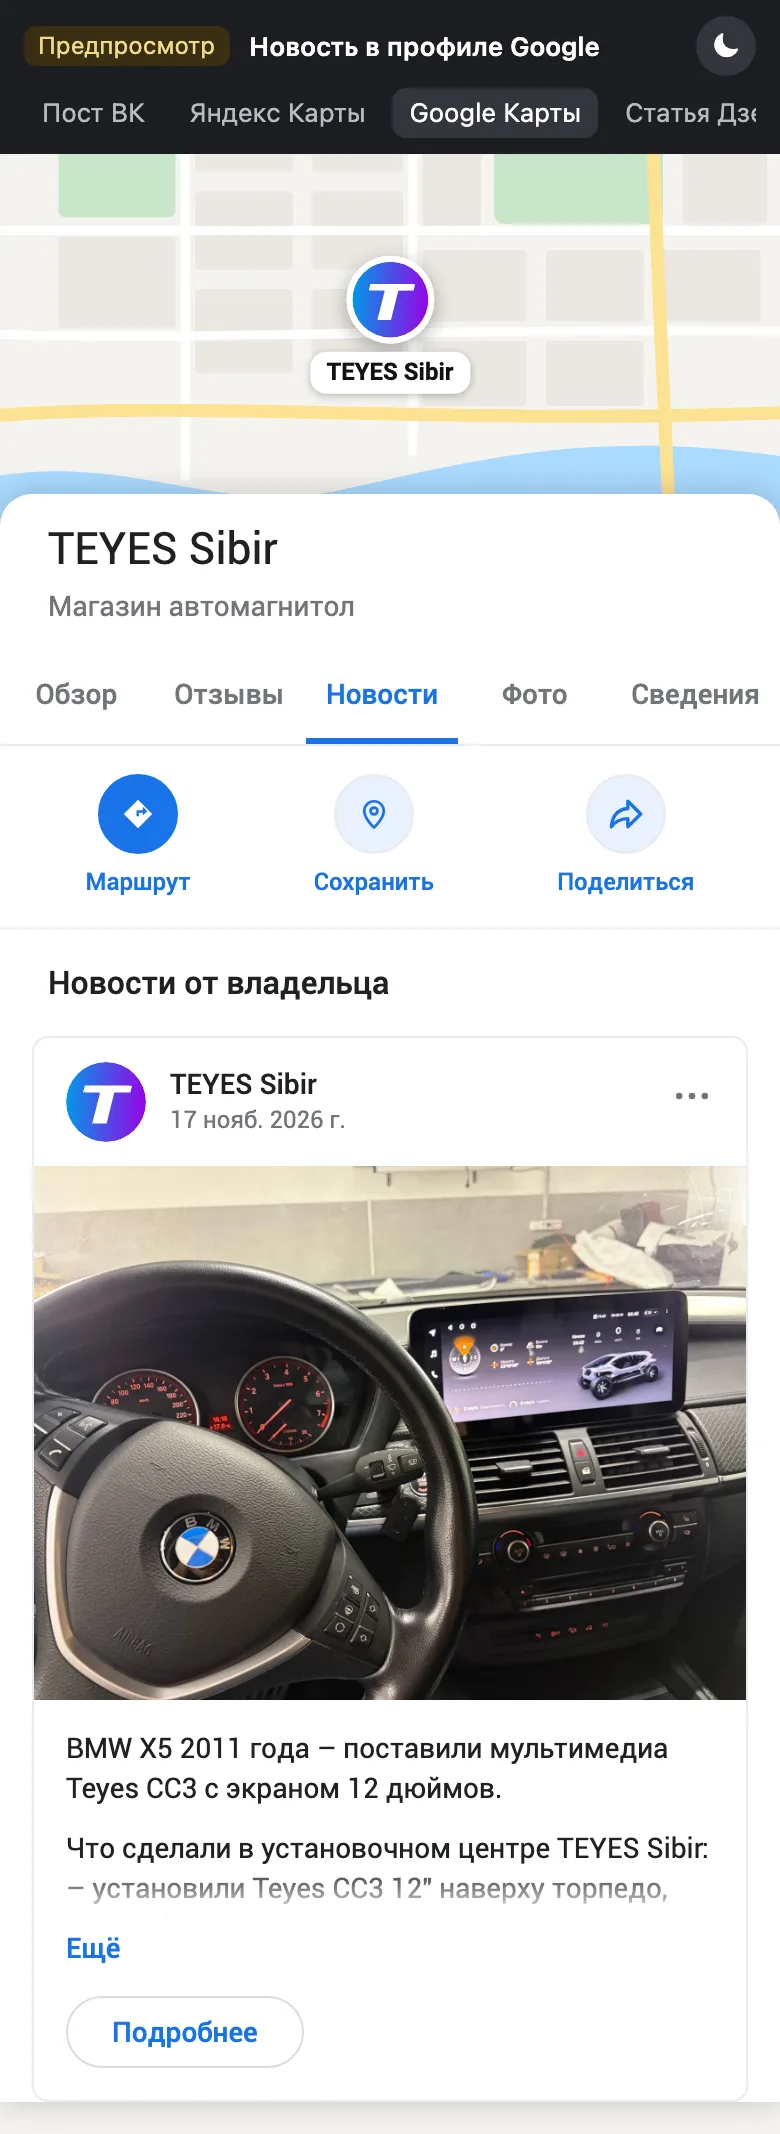 Предпросмотр Новость в профиле Google
Пост ВК Яндекс Карты Google Карты Статья Дзе
T
TEYES Sibir
TEYES Sibir
Магазин автомагнитол
Обзор Отзывы Новости Фото Сведения
Маршрут Сохранить Поделиться
Новости от владельца
T
TEYES Sibir
17 нояб. 2026 г.
BMW
AIRBAG
BMW X5 2011 года – поставили мультимедиа
Teyes CC3 с экраном 12 дюймов.
Что сделали в установочном центре TEYES Sibir:
– установили Teyes CC3 12" наверху торпедо,
Ещё
Подробнее